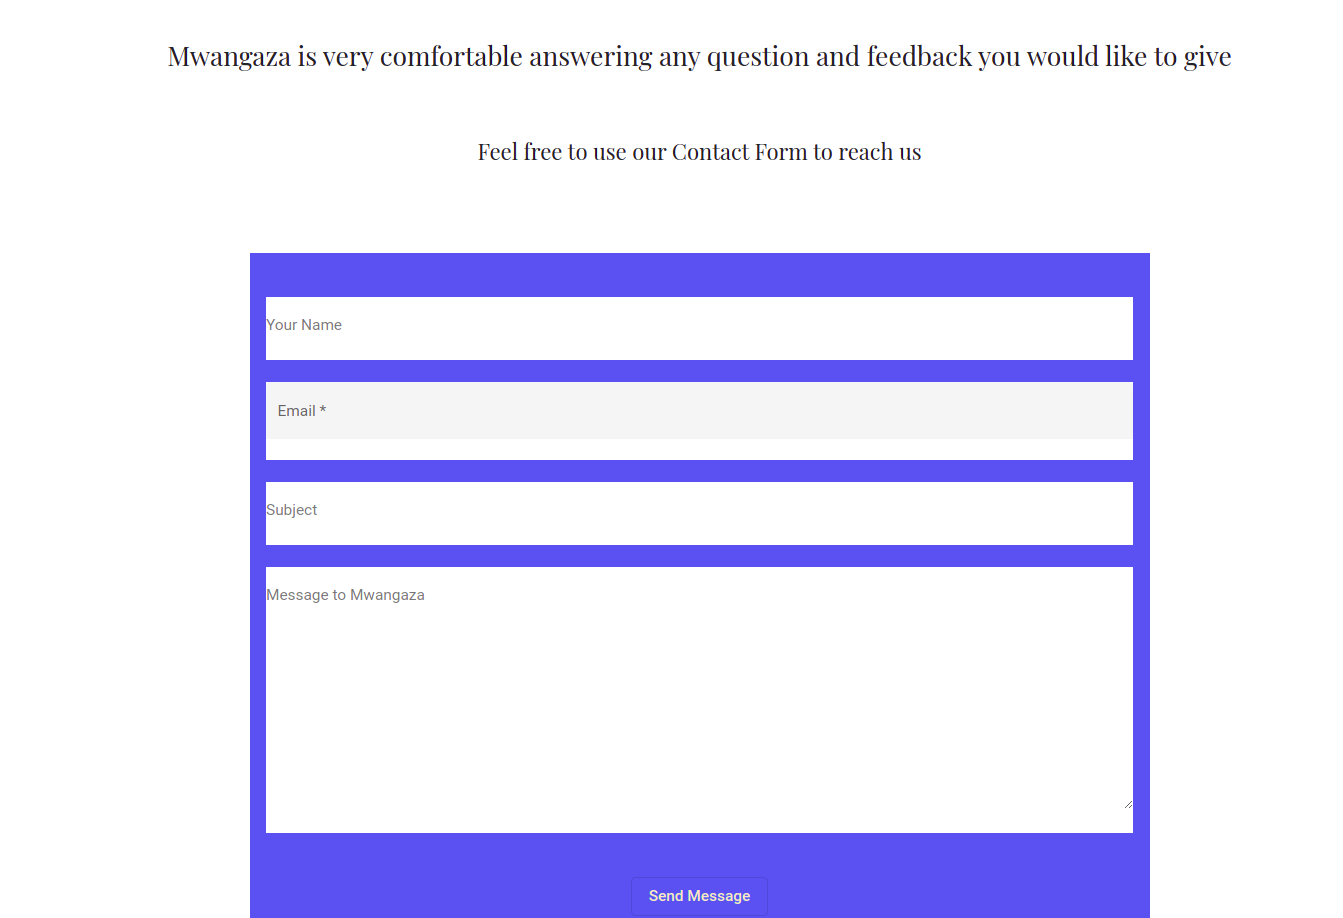 Mwangaza is very comfortable answering any question and feedback you would like to give
Feel free to use our Contact Form to reach us
Your Name
Email *
Subject
Message to Mwangaza
Send Message